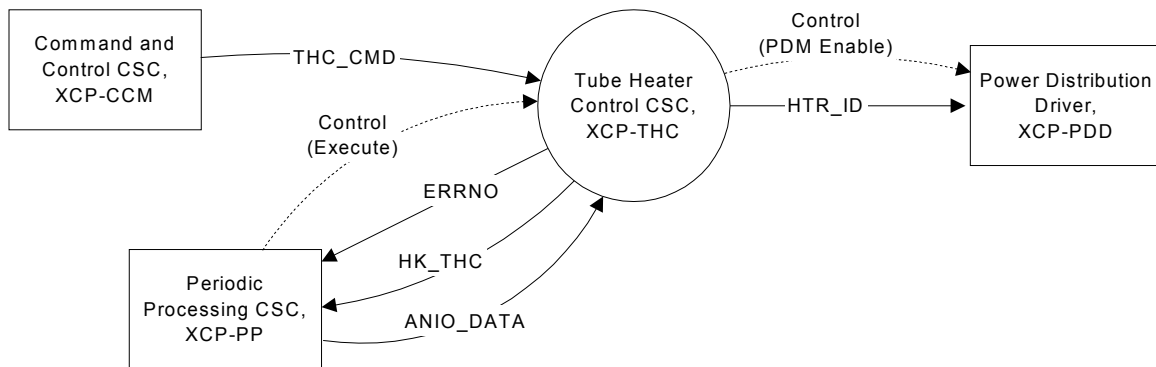 Command and
Control CSC,
XCP-CCM
THC_CMD
Control
(Execute)
Tube Heater
Control CSC,
XCP-THC
Control
(PDM Enable)
HTR_ID
Power Distribution
Driver,
XCP-PDD
ERRNO
HK_THC
ANIO_DATA
Periodic
Processing CSC,
XCP-PP